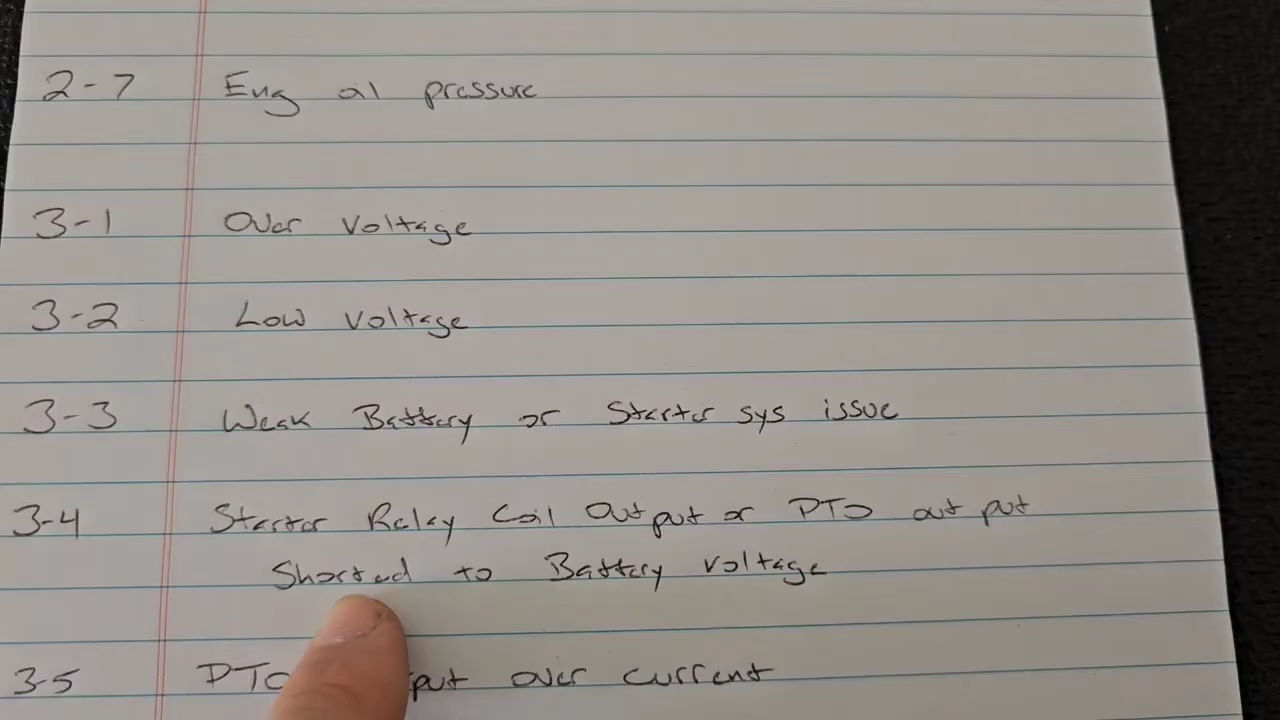 2-7 Eng oil pressure
3-1 Over Voltage
3-2 Low Voltage
3-3 Weak Battery or Starter sys issue
3-4 Starter Relay Coil Output or PTO output
Shorted to Battery voltage
3-5 PTO put over current